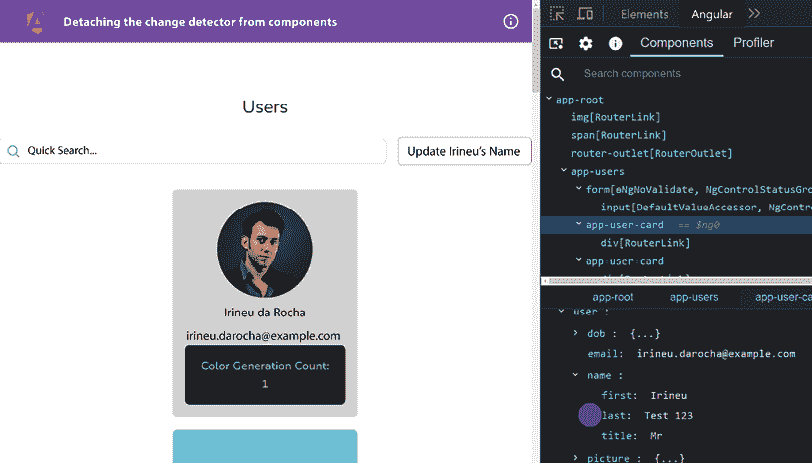 Detaching the change detector from components
Users
Quick Search...
Update Irineu's Name
Irineu da Rocha
irineu.darocha@example.com
Color Generation Count:
1
Elements
Angular
Components
Profiler
Search components
app-root
img[RouterLink]
span[RouterLink]
router-outlet[RouterOutlet]
app-users
form[ɵNgNoValidate, NgControlStatusGro
input[DefaultValueAccessor, NgContro
app-user-card == $ng0
div[RouterLink]
app-user-card
app-root app-users app-user-ca
user :
dob : {...}
email: irineu.darocha@example.com
name :
first: Irineu
last: Test 123
title: Mr
picture : {...}